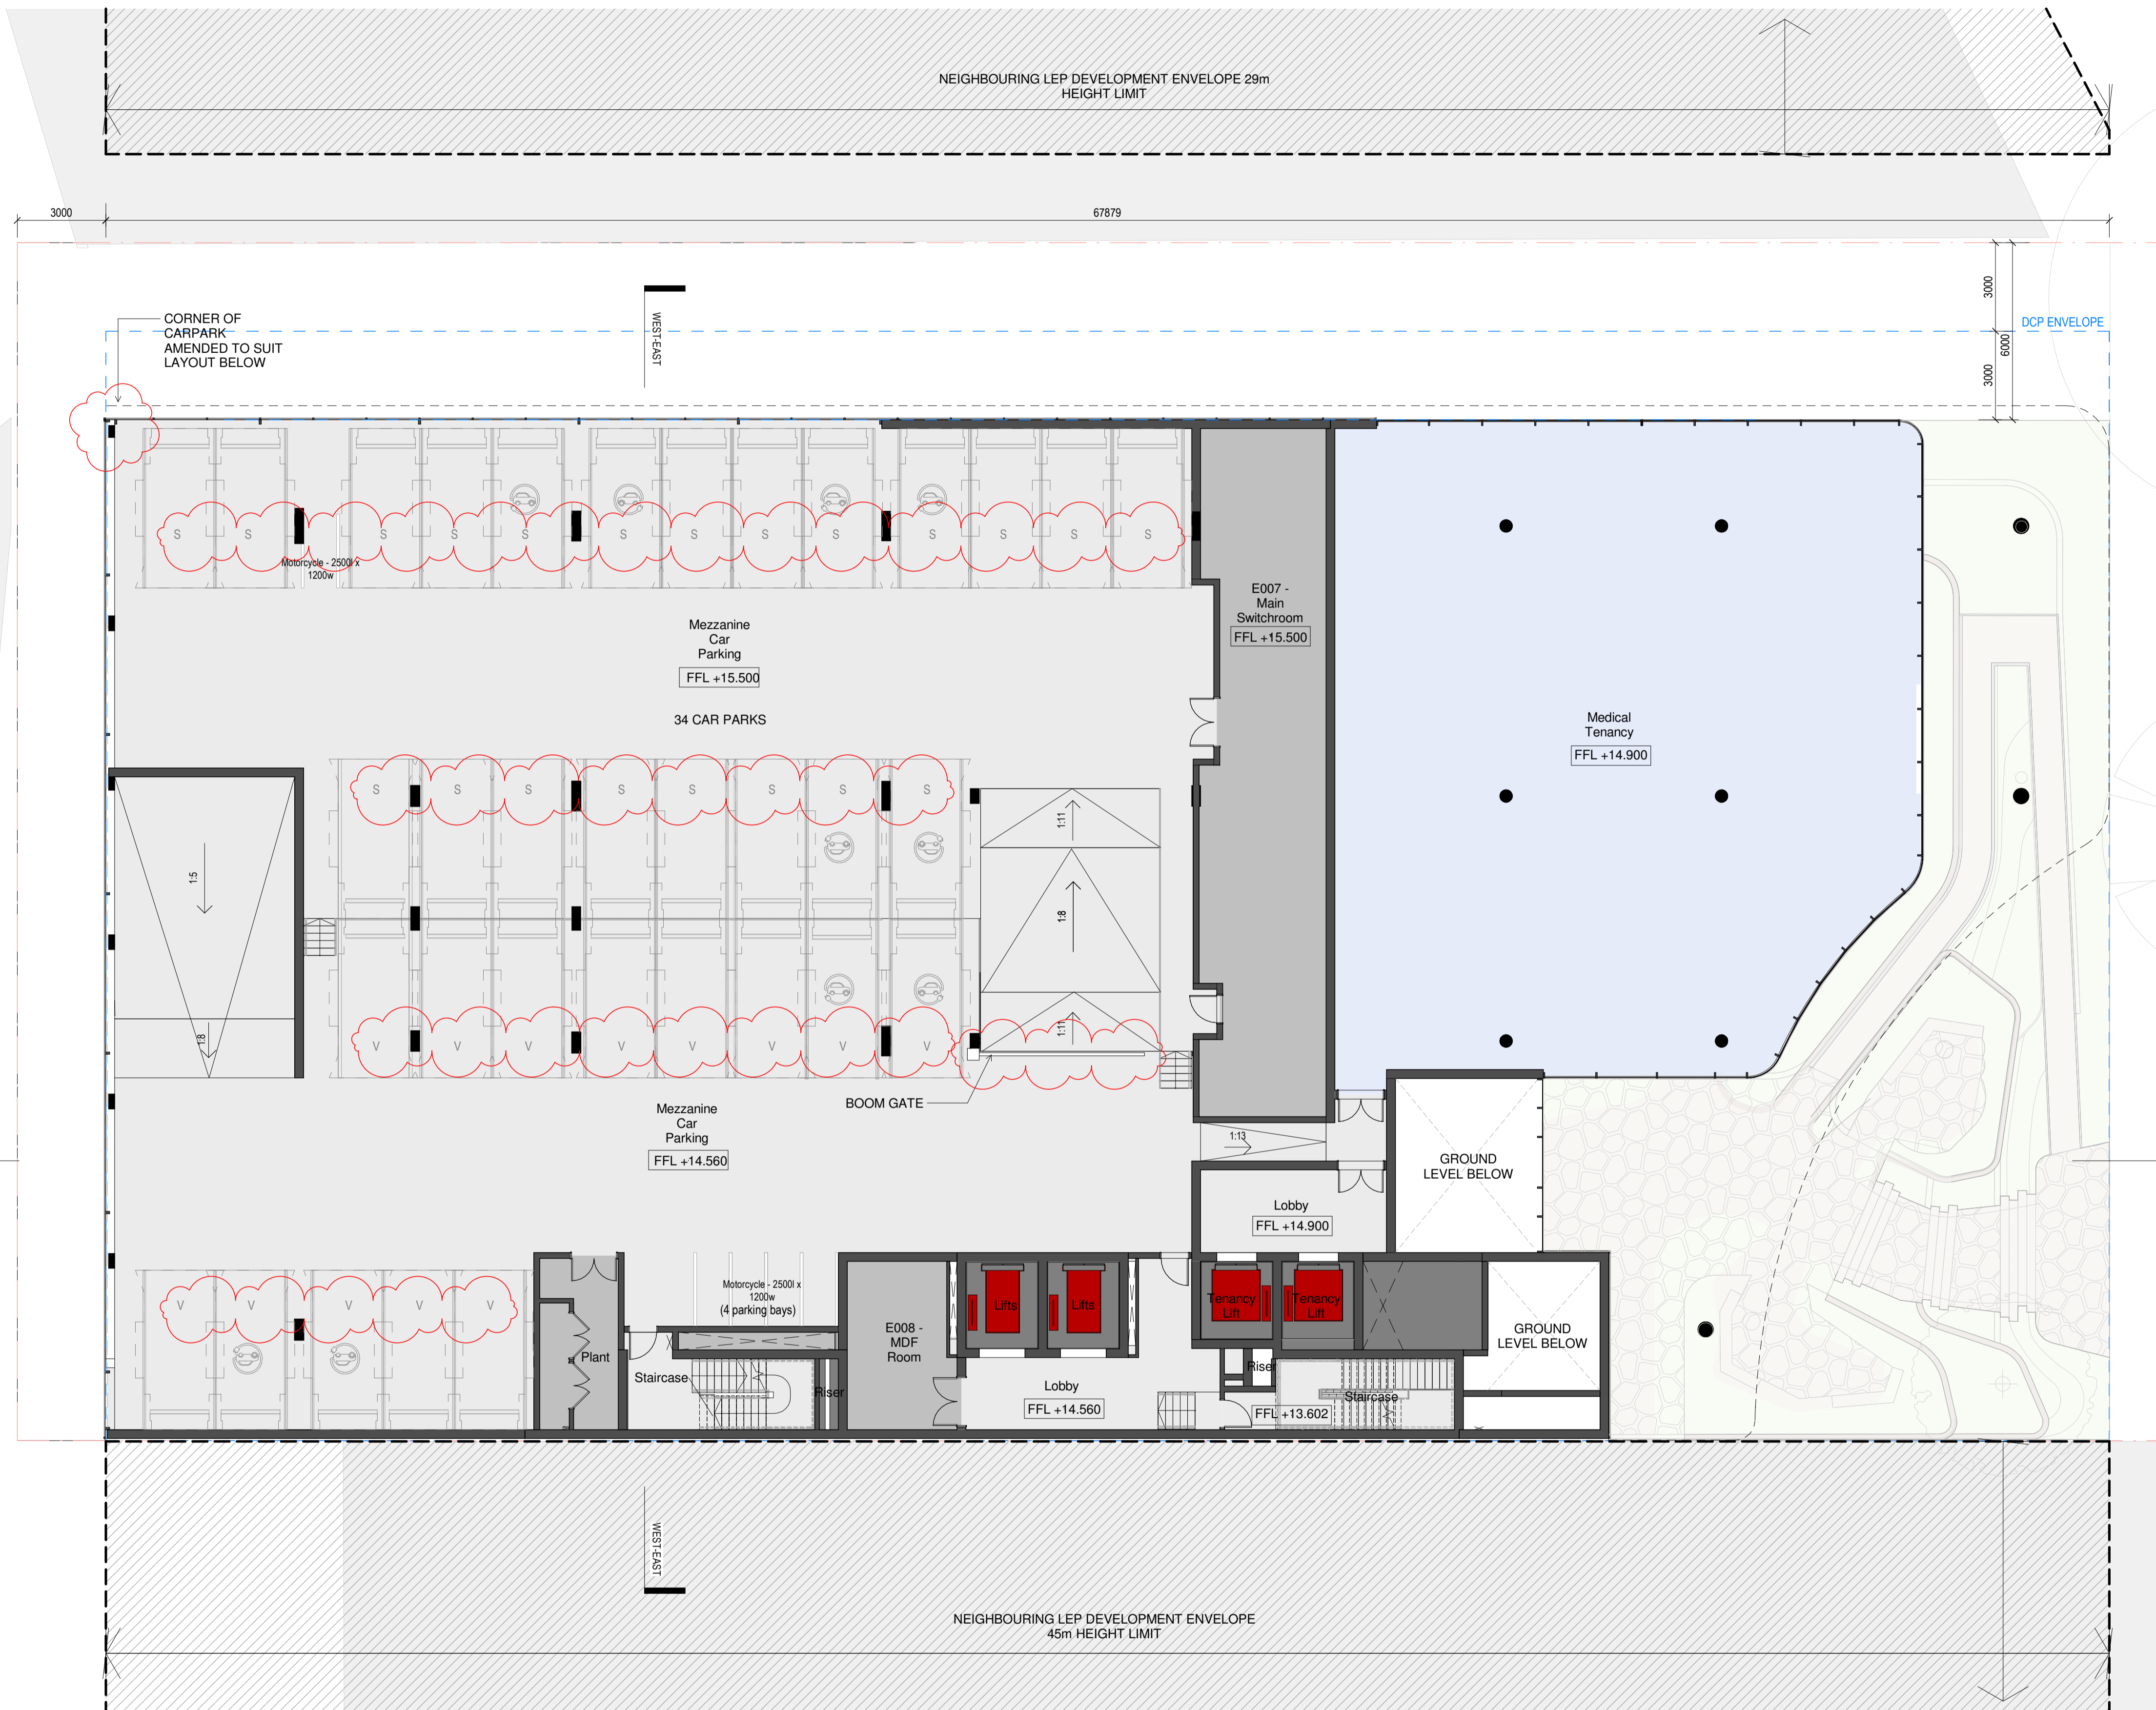 NEIGHBOURING LEP DEVELOPMENT ENVELOPE 29m
HEIGHT LIMIT
3000
67879
3000
3000
6000
DCP ENVELOPE
CORNER OF
CARPARK
AMENDED TO SUIT
LAYOUT BELOW
WEST-EAST
S
S
S
S
S
S
S
S
S
S
S
S
S
Motorcycle - 2500l x
1200w
Mezzanine
Car
Parking
FFL +15.500
34 CAR PARKS
E007 -
Main
Switchroom
FFL +15.500
Medical
Tenancy
FFL +14.900
S
S
S
S
S
S
S
S
1:11
1:5
1:8
1:8
1:11
V
V
V
V
V
V
V
V
BOOM GATE
Mezzanine
Car
Parking
FFL +14.560
1:13
GROUND
LEVEL BELOW
Lobby
FFL +14.900
V
V
V
V
V
Motorcycle - 2500l x
1200w
(4 parking bays)
Plant
Staircase
Riser
E008 -
MDF
Room
Lifts
Lifts
Tenancy
Lift
Tenancy
Lift
GROUND
LEVEL BELOW
Lobby
FFL +14.560
Riser
Staircase
FFL +13.602
WEST-EAST
NEIGHBOURING LEP DEVELOPMENT ENVELOPE
45m HEIGHT LIMIT